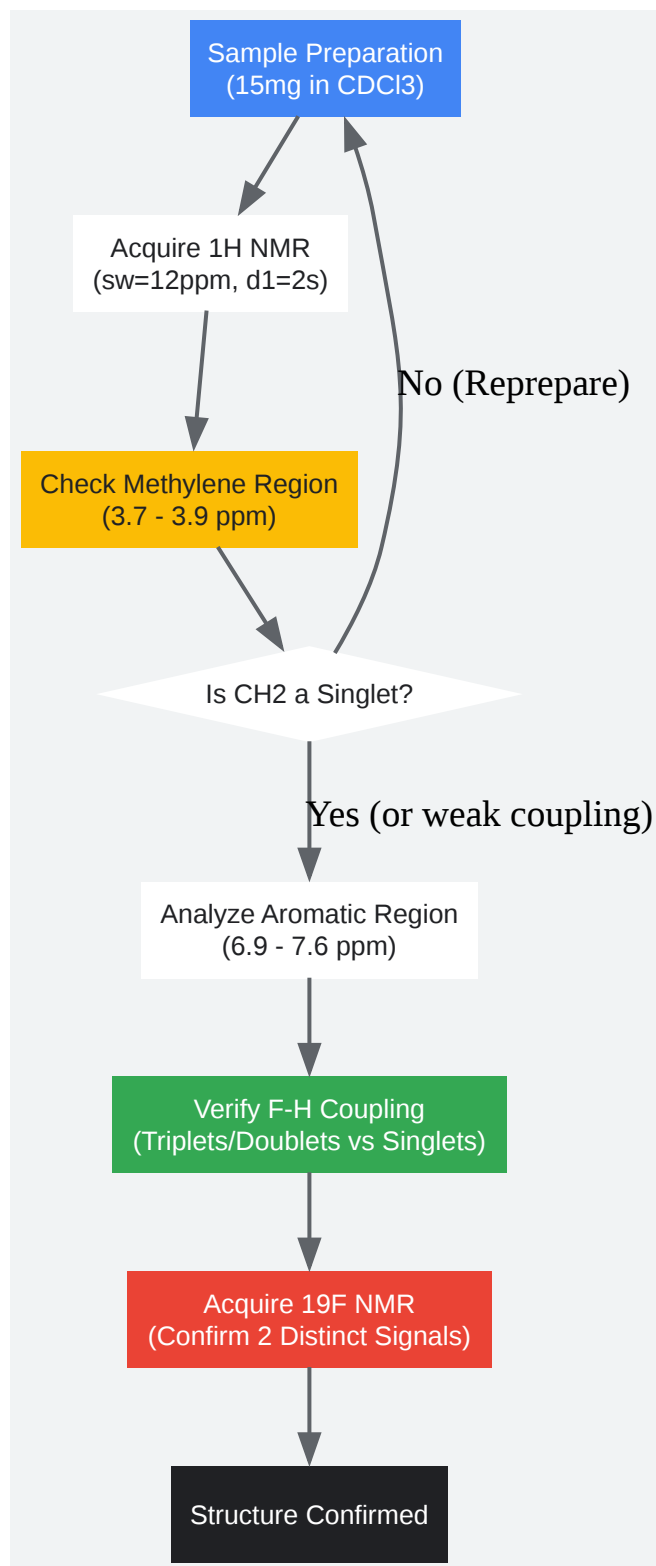 Sample Preparation
(15mg in CDCl3)
Acquire 1H NMR
(sw=12ppm, d1=2s)
No (Reprepare)
Check Methylene Region
(3.7 - 3.9 ppm)
Is CH2 a Singlet?
Yes (or weak coupling)
Analyze Aromatic Region
(6.9 - 7.6 ppm)
Verify F-H Coupling
(Triplets/Doublets vs Singlets)
Acquire 19F NMR
(Confirm 2 Distinct Signals)
Structure Confirmed